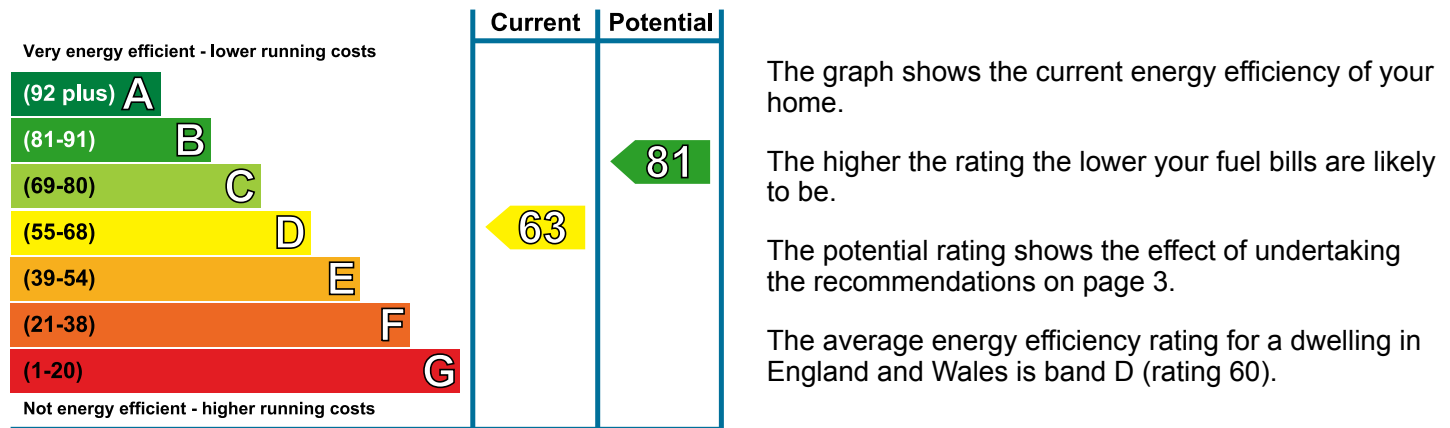 Current Potential
Very energy efficient - lower running costs
(92 plus) A
(81-91) B
(69-80) C
(55-68) D
(39-54) E
(21-38) F
(1-20) G
Not energy efficient - higher running costs
63
81
The graph shows the current energy efficiency of your
home.
The higher the rating the lower your fuel bills are likely
to be.
The potential rating shows the effect of undertaking
the recommendations on page 3.
The average energy efficiency rating for a dwelling in
England and Wales is band D (rating 60).